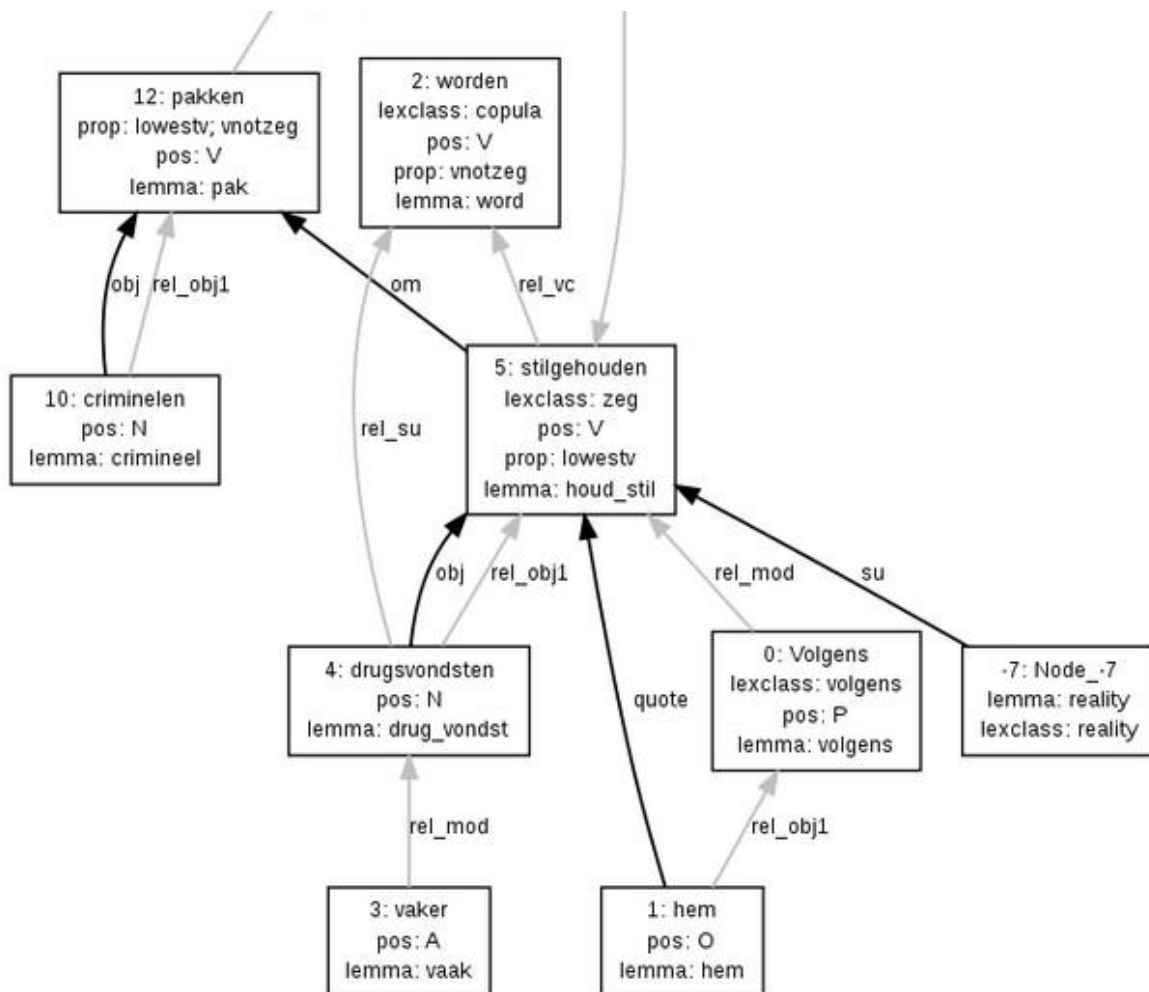 12: pakken
prop: lowestv; vnotzeg
pos: V
lemma: pak
2: worden
lexclass: copula
pos: V
prop: vnotzeg
lemma: word
obj
rel_obj1
om
rel_vc
10: criminelen
pos: N
lemma: crimineel
rel_su
5: stilgehouden
lexclass: zeg
pos: V
prop: lowestv
lemma: houd_stil
obj
rel_obj1
rel_mod
su
4: drugsvondsten
pos: N
lemma: drug_vondst
quote
0: Volgens
lexclass: volgens
pos: P
lemma: volgens
-7: Node_-7
lemma: reality
lexclass: reality
rel_mod
rel_obj1
3: vaker
pos: A
lemma: vaak
1: hem
pos: O
lemma: hem